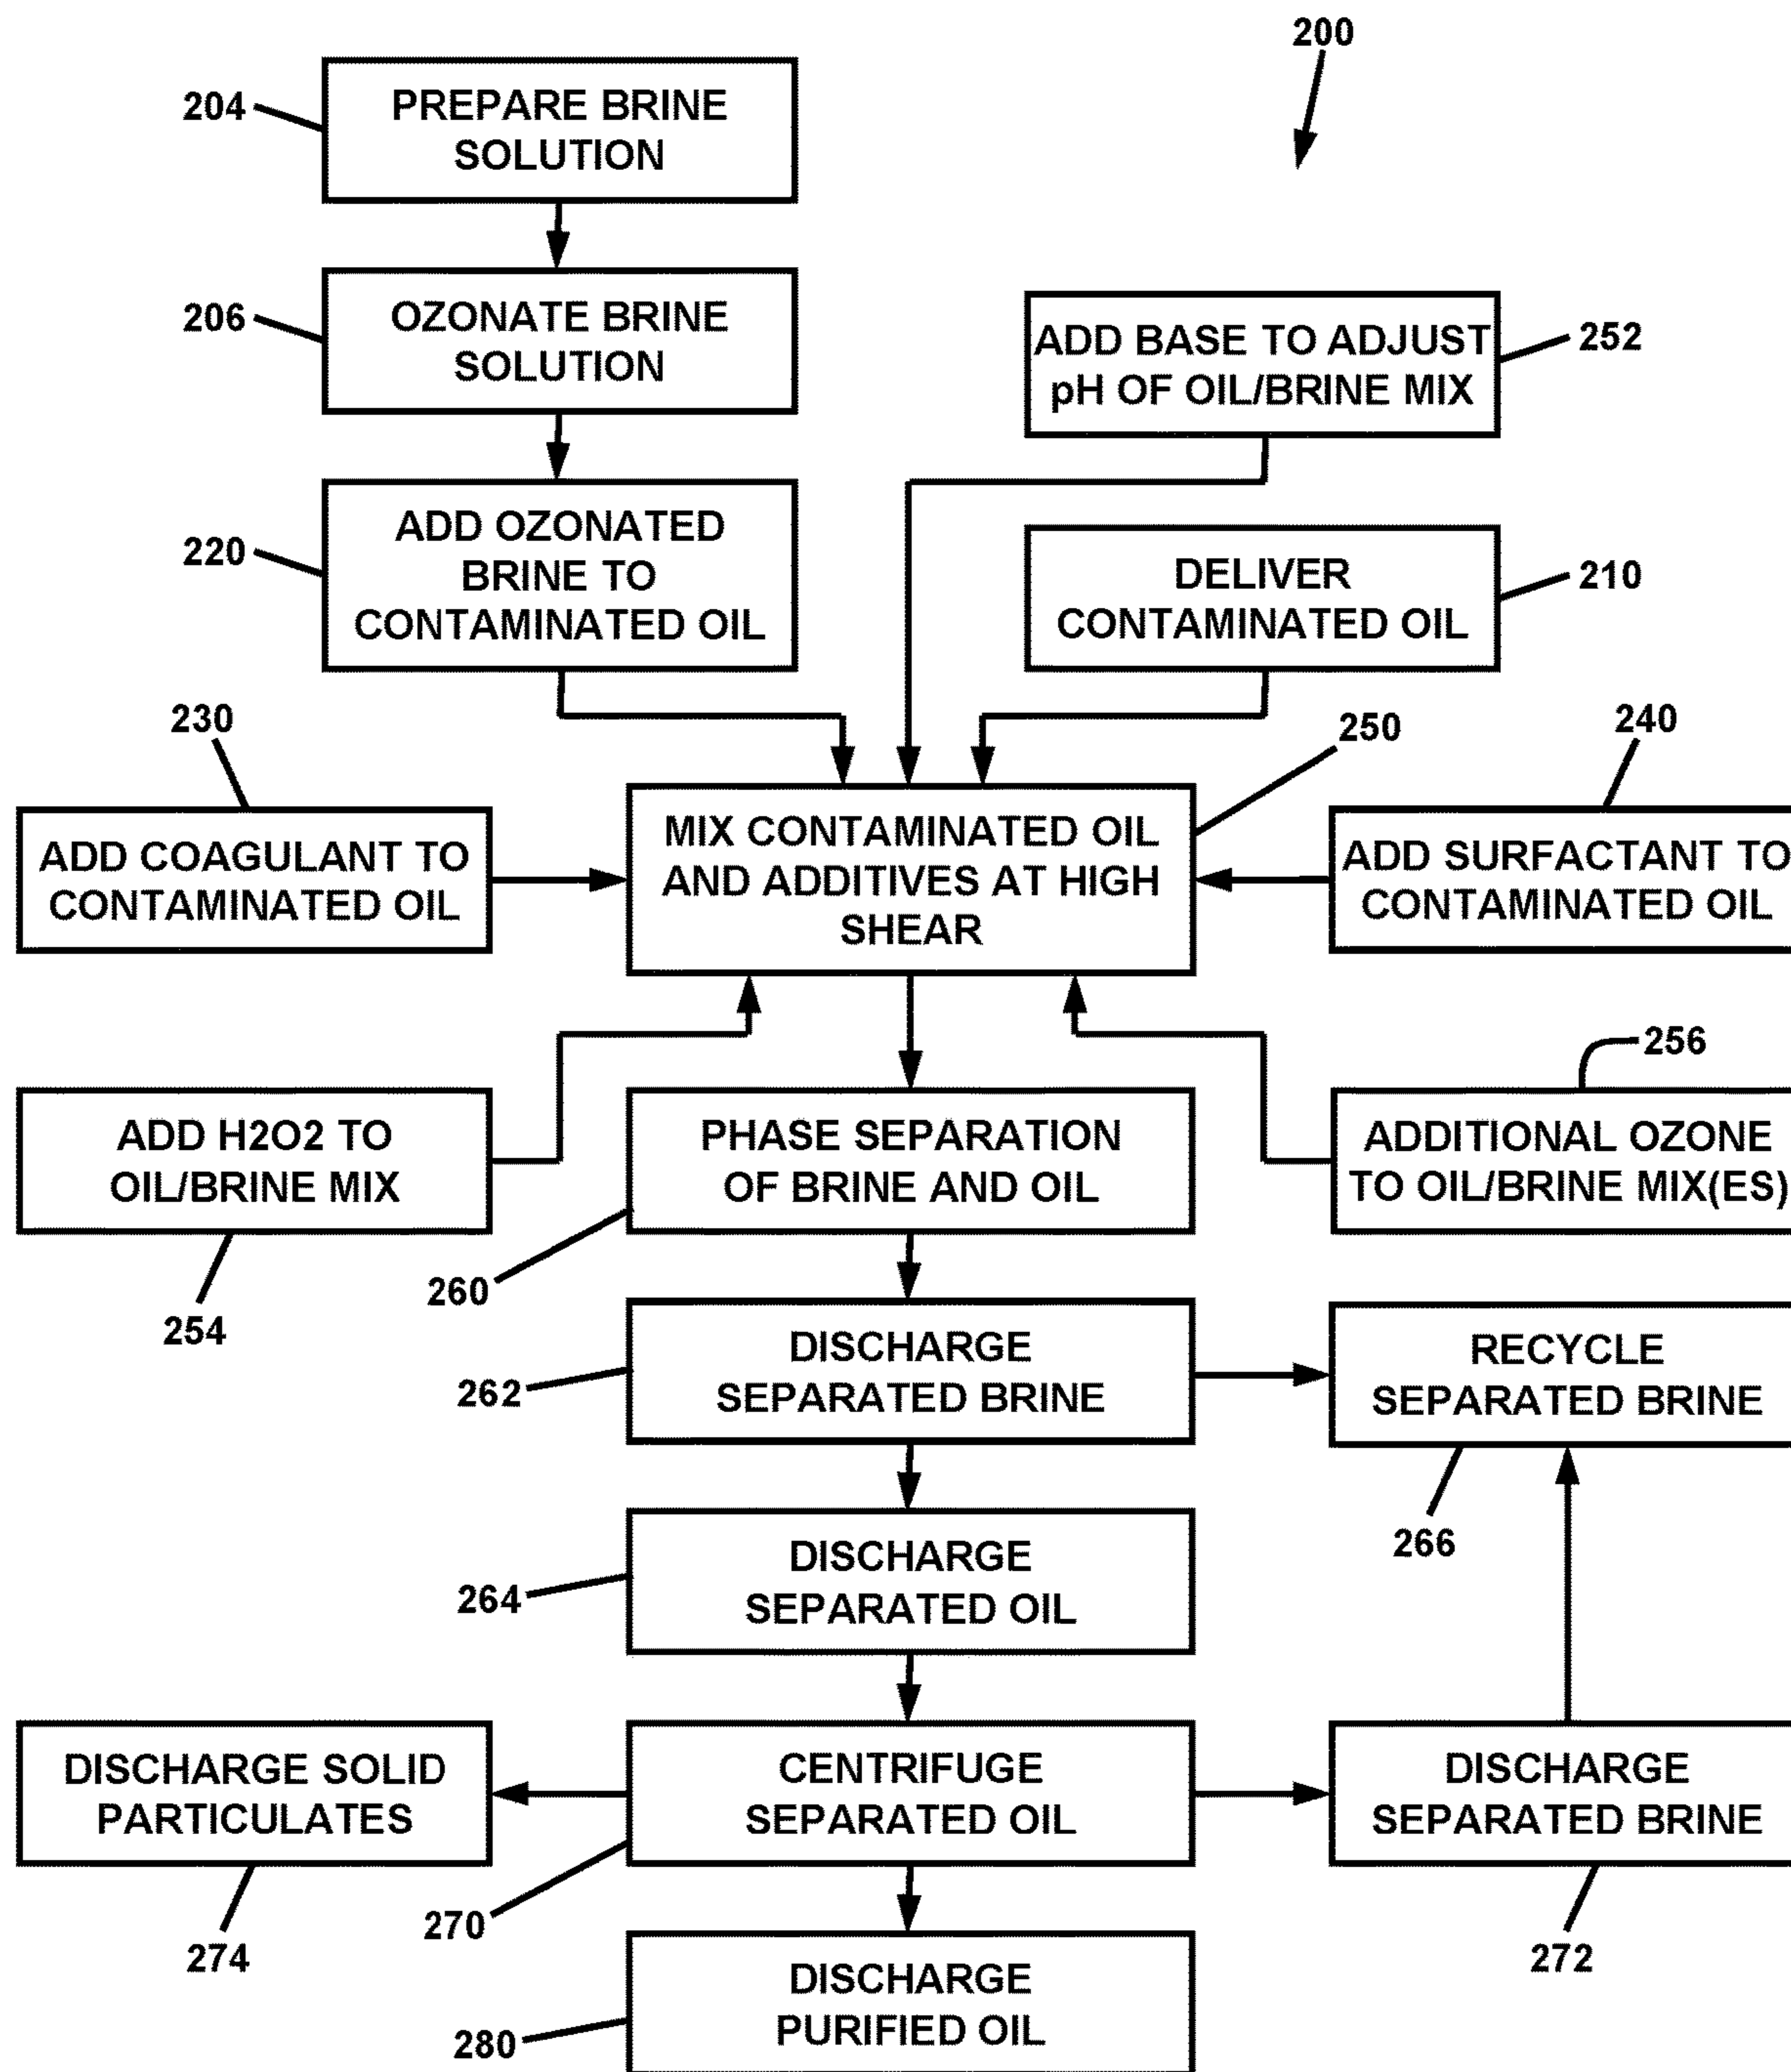 200
204
PREPARE BRINE
SOLUTION
206
OZONATE BRINE
SOLUTION
ADD BASE TO ADJUST
pH OF OIL/BRINE MIX
252
220
ADD OZONATED
BRINE TO
CONTAMINATED OIL
DELIVER
CONTAMINATED OIL
210
230
250
240
ADD COAGULANT TO
CONTAMINATED OIL
MIX CONTAMINATED OIL
AND ADDITIVES AT HIGH
SHEAR
ADD SURFACTANT TO
CONTAMINATED OIL
256
ADD H2O2 TO
OIL/BRINE MIX
254
PHASE SEPARATION
OF BRINE AND OIL
260
ADDITIONAL OZONE
TO OIL/BRINE MIX(ES)
262
DISCHARGE
SEPARATED BRINE
RECYCLE
SEPARATED BRINE
266
264
DISCHARGE
SEPARATED OIL
DISCHARGE SOLID
PARTICULATES
274
CENTRIFUGE
SEPARATED OIL
270
DISCHARGE
SEPARATED BRINE
272
280
DISCHARGE
PURIFIED OIL